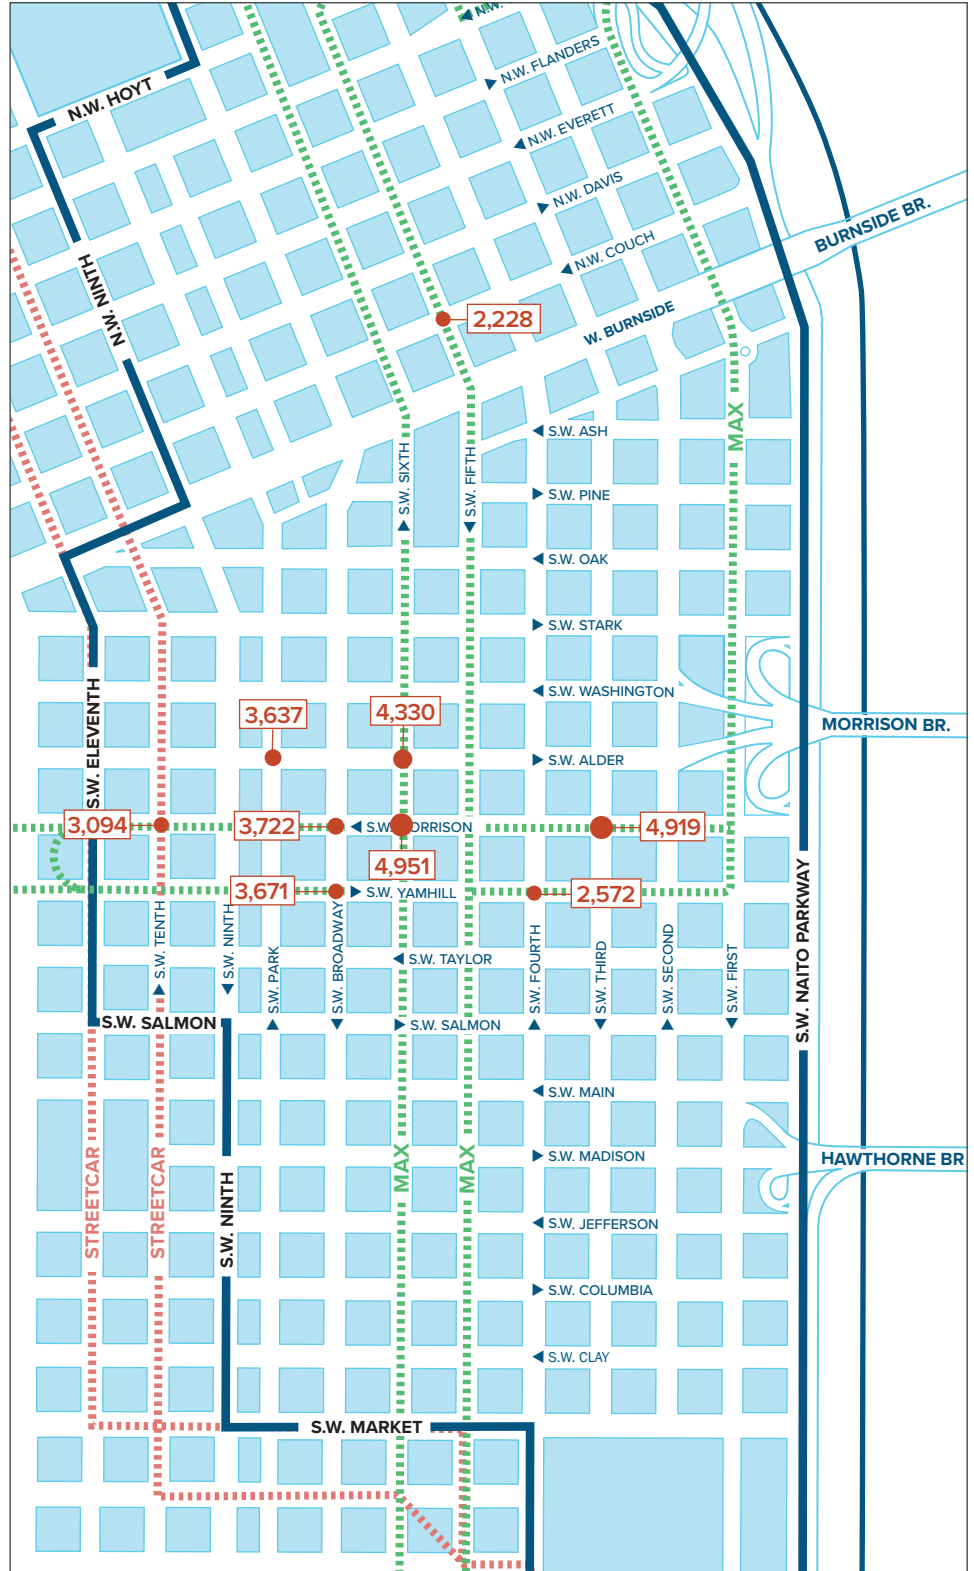 N.W.
N.W. FLANDERS
N.W. HOYT
N.W. EVERETT
N.W. DAVIS
BURNSIDE BR.
N.W. COUCH
N.W. NINTH
2,228
W. BURNSIDE
MAX
S.W. ASH
S.W. SIXTH
S.W. FIFTH
S.W. PINE
S.W. OAK
S.W. STARK
S.W. WASHINGTON
3,637
4,330
MORRISON BR.
S.W. ELEVENTH
S.W. ALDER
3,094
3,722
S.W. MORRISON
4,919
4,951
3,671
S.W. YAMHILL
2,572
S.W. TENTH
S.W. NINTH
S.W. PARK
S.W. BROADWAY
S.W. TAYLOR
S.W. FOURTH
S.W. THIRD
S.W. SECOND
S.W. FIRST
S.W. NAITO PARKWAY
S.W. SALMON
S.W. SALMON
S.W. MAIN
STREETCAR
STREETCAR
S.W. NINTH
MAX
MAX
S.W. MADISON
HAWTHORNE BR
S.W. JEFFERSON
S.W. COLUMBIA
S.W. CLAY
S.W. MARKET